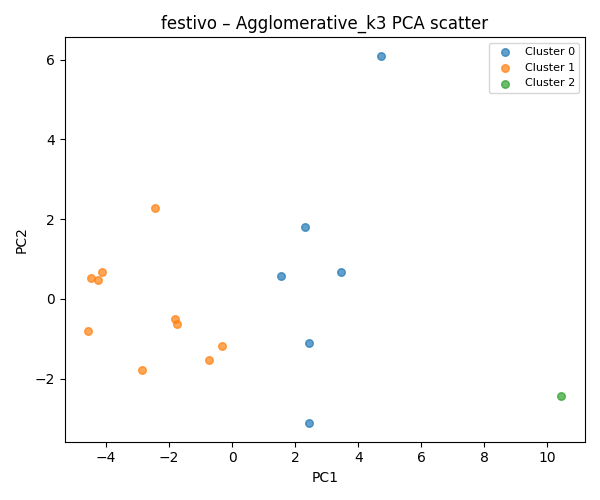 festivo – Agglomerative_k3 PCA scatter
Cluster 0
Cluster 1
Cluster 2
PC2
6
4
2
0
−2
−4
−2
0
2
4
6
8
10
PC1